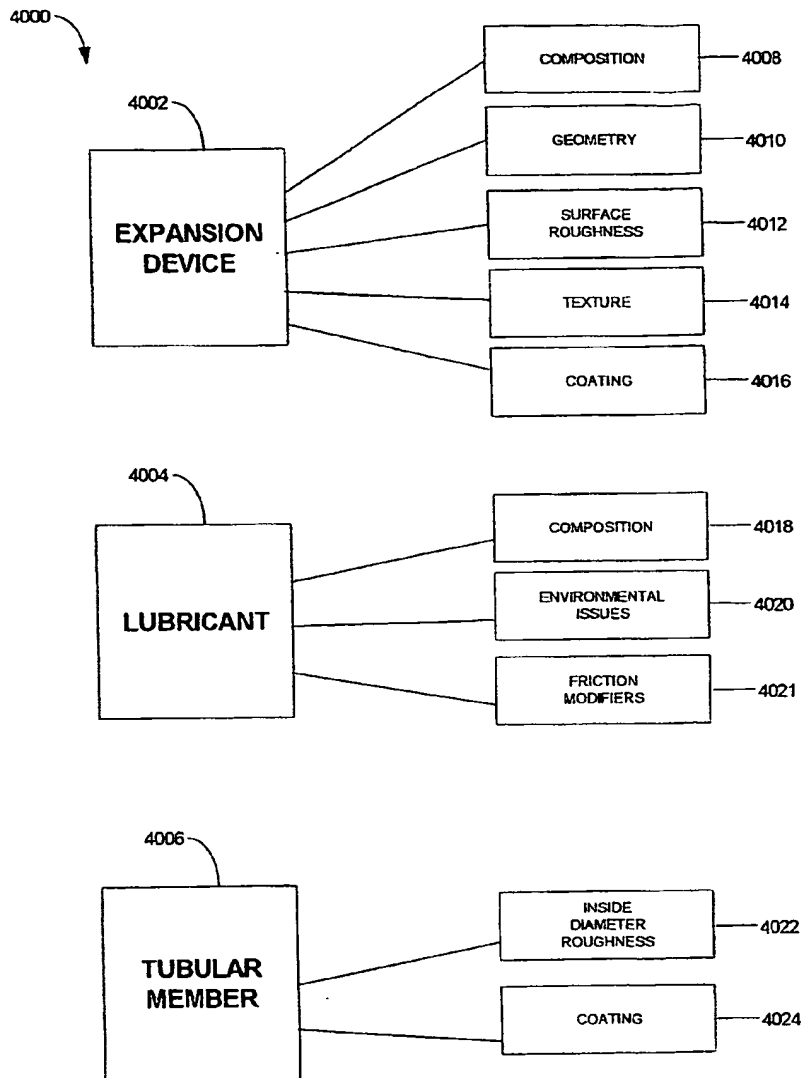 4000
4002
EXPANSION
DEVICE
COMPOSITION
4008
GEOMETRY
4010
SURFACE
ROUGHNESS
4012
TEXTURE
4014
COATING
4016
4004
LUBRICANT
COMPOSITION
4018
ENVIRONMENTAL
ISSUES
4020
FRICTION
MODIFIERS
4021
4006
TUBULAR
MEMBER
INSIDE
DIAMETER
ROUGHNESS
4022
COATING
4024